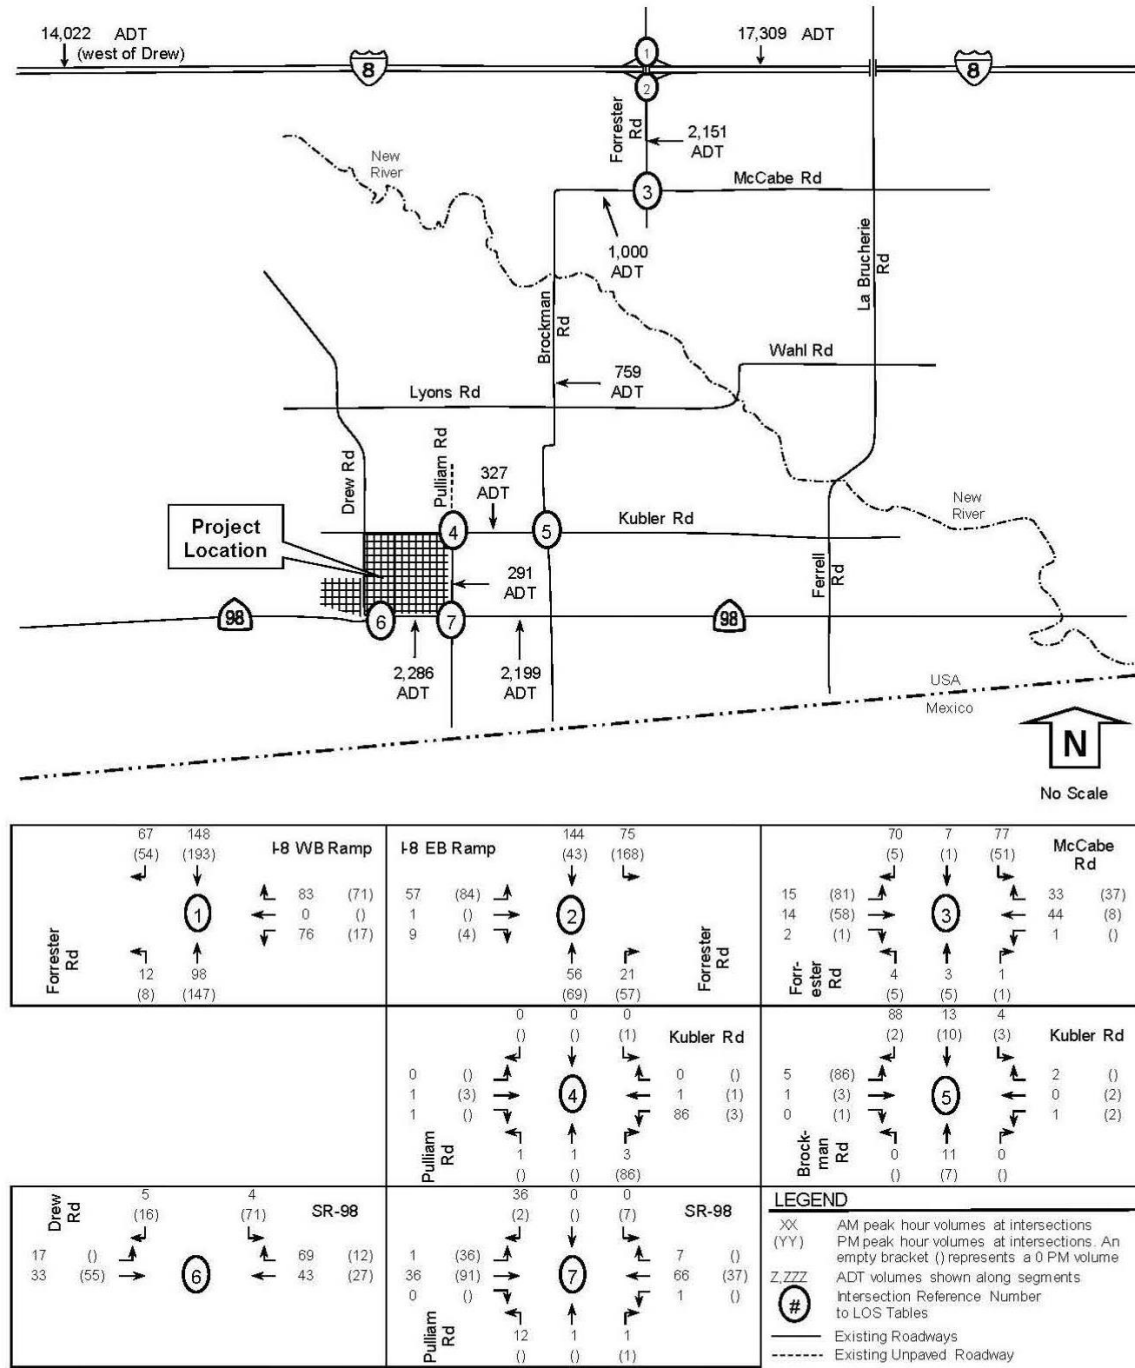 14,022 ADT
(west of Drew)
17,309 ADT
8
8
1
2
Forrester
Rd
2,151
ADT
New
River
3
McCabe Rd
1,000
ADT
La Brucherie
Rd
Brockman
Rd
Wahl Rd
759
ADT
Lyons Rd
Drew Rd
Pulliam Rd
327
ADT
Project
Location
4
5
Kubler Rd
New
River
291
ADT
Ferrell
Rd
98
6
7
98
2,286
ADT
2,199
ADT
USA
Mexico
N
No Scale
67 148
(54) (193)
I-8 WB Ramp
83 (71)
0 ()
76 (17)
1
Forrester
Rd
12 98
(8) (147)
144 75
(43) (168)
I-8 EB Ramp
57 (84)
1 ()
9 (4)
2
Forrester
Rd
56 21
(69) (57)
70 7 77
(5) (1) (51)
McCabe
Rd
15 (81)
14 (58)
2 (1)
3
33 (37)
44 (8)
1 ()
Forr-
ester
Rd
4 3 1
(5) (5) (1)
0 0 0
() () (1)
Kubler Rd
0 ()
1 (3)
1 ()
4
0 ()
1 (1)
86 (3)
Pulliam
Rd
1 1 3
() () (86)
88 13 4
(2) (10) (3)
Kubler Rd
5 (86)
1 (3)
0 (1)
5
2 ()
0 (2)
1 (2)
Brock-
man
Rd
0 11 0
() (7) ()
Drew
Rd
5 4
(16) (71)
SR-98
17 ()
33 (55)
6
69 (12)
43 (27)
36 0 0
(2) () (7)
SR-98
1 (36)
36 (91)
0 ()
7
7 ()
66 (37)
1 ()
Pulliam
Rd
12 1 1
() () (1)
LEGEND
XX AM peak hour volumes at intersections
(YY) PM peak hour volumes at intersections. An
empty bracket () represents a 0 PM volume
Z,ZZZ ADT volumes shown along segments
# Intersection Reference Number
to LOS Tables
Existing Roadways
Existing Unpaved Roadway